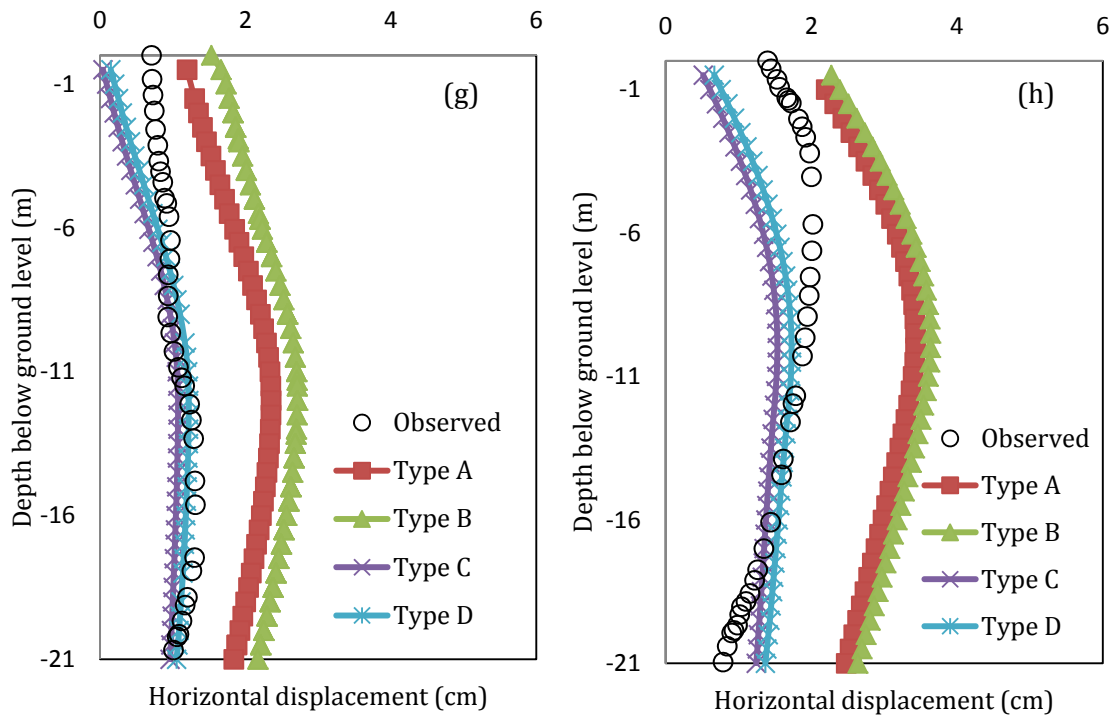 0 2 4 6
(g)
-1
-6
-11
-16
-21
Depth below ground level (m)
Observed
Type A
Type B
Type C
Type D
Horizontal displacement (cm)
0 2 4 6
(h)
-1
-6
-11
-16
-21
Depth below ground level (m)
Observed
Type A
Type B
Type C
Type D
Horizontal displacement (cm)